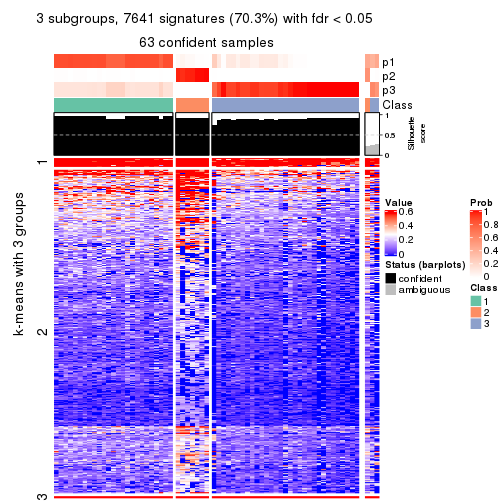 3 subgroups, 7641 signatures (70.3%) with fdr < 0.05
63 confident samples
p1
p2
p3
Class
1
0.5
0
Silhouette
score
k-means with 3 groups
1
2
3
Value
0.6
0.4
0.2
0
Status (barplots)
confident
ambiguous
Prob
1
0.8
0.6
0.4
0.2
0
Class
1
2
3